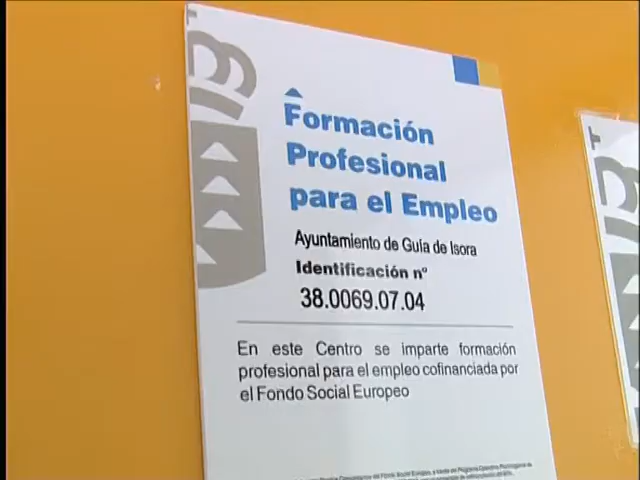 Formación
Profesional
para el Empleo
Ayuntamiento de Guía de Isora
Identificación nº
38.0069.07.04
En este Centro se imparte formación
profesional para el empleo cofinanciada por
el Fondo Social Europeo